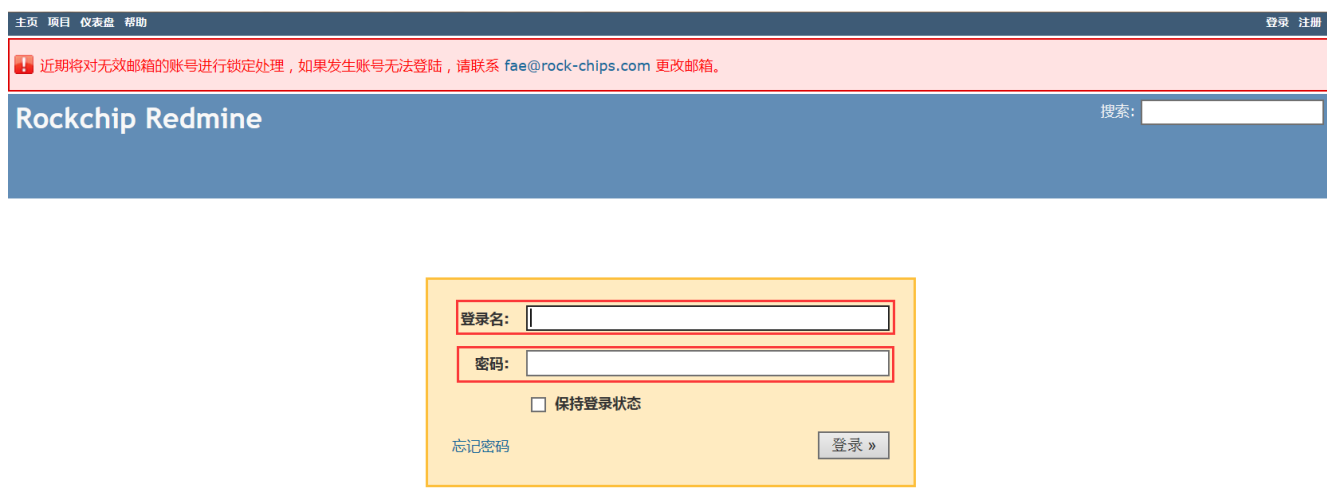 主页 项目 仪表盘 帮助 登录 注册
近期将对无效邮箱的账号进行锁定处理，如果发生账号无法登陆，请联系 fae@rock-chips.com 更改邮箱。
Rockchip Redmine 搜索:
登录名:
密码:
保持登录状态
忘记密码 登录 »